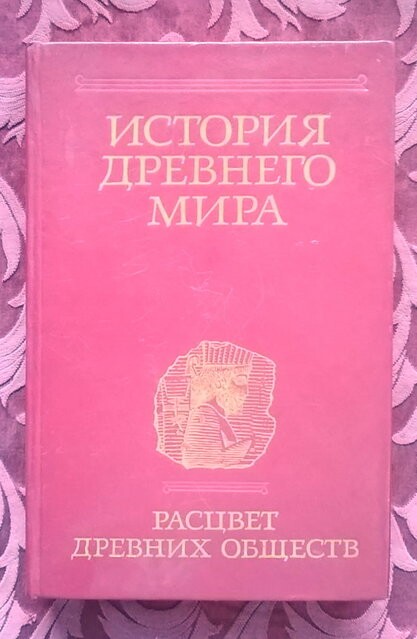 ИСТОРИЯ
ДРЕВНЕГО
МИРА
РАСЦВЕТ
ДРЕВНИХ ОБЩЕСТВ